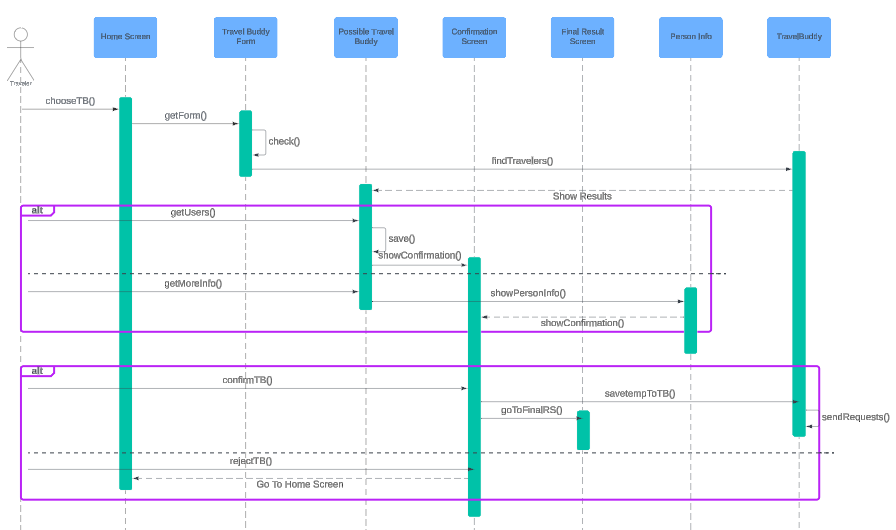 Home Screen
Travel Buddy
Form
Possible Travel
Buddy
Confirmation
Screen
Final Result
Screen
Person Info
TravelBuddy
Traveler
chooseTB()
getForm()
check()
findTravelers()
Show Results
alt
getUsers()
save()
showConfirmation()
getMoreInfo()
showPersonInfo()
showConfirmation()
alt
confirmTB()
savetempToTB()
goToFinalRS()
sendRequests()
rejectTB()
Go To Home Screen